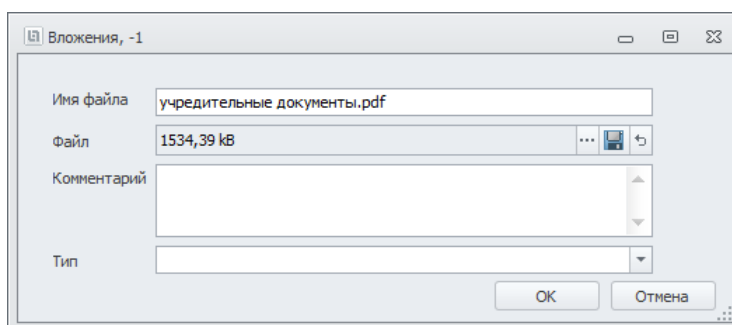 Вложения, -1
Имя файла
учредительные документы.pdf
Файл
1534,39 kB
Комментарий
Тип
OK
Отмена